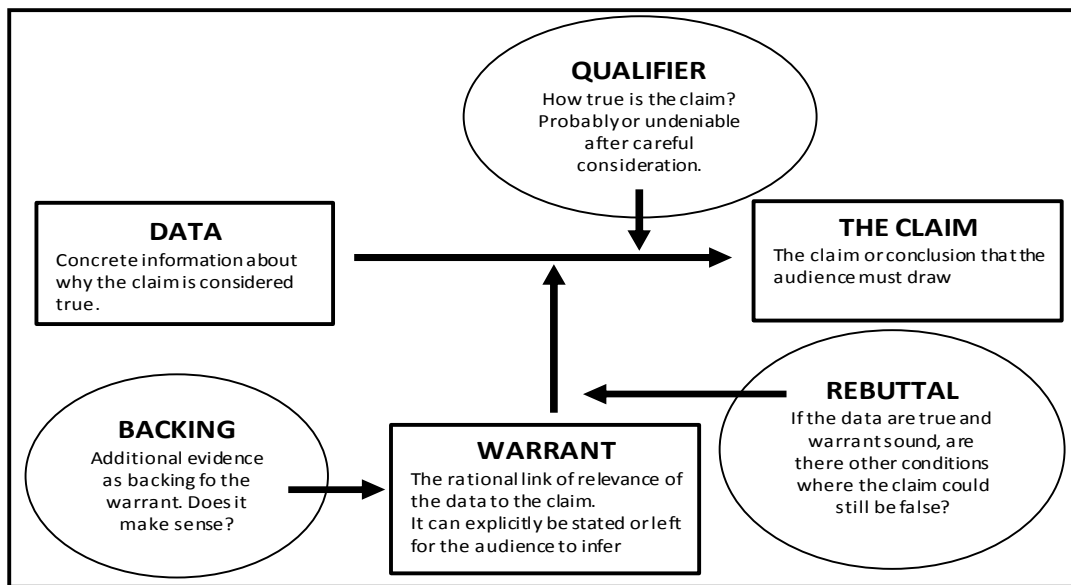 QUALIFIER
How true is the claim?
Probably or undeniable
after careful
consideration.
DATA
Concrete information about
why the claim is considered
true.
THE CLAIM
The claim or conclusion that the
audience must draw
BACKING
Additional evidence
as backing fo the
warrant. Does it
make sense?
WARRANT
The rational link of relevance of
the data to the claim.
It can explicitly be stated or left
for the audience to infer
REBUTTAL
If the data are true and
warrant sound, are
there other conditions
where the claim could
still be false?